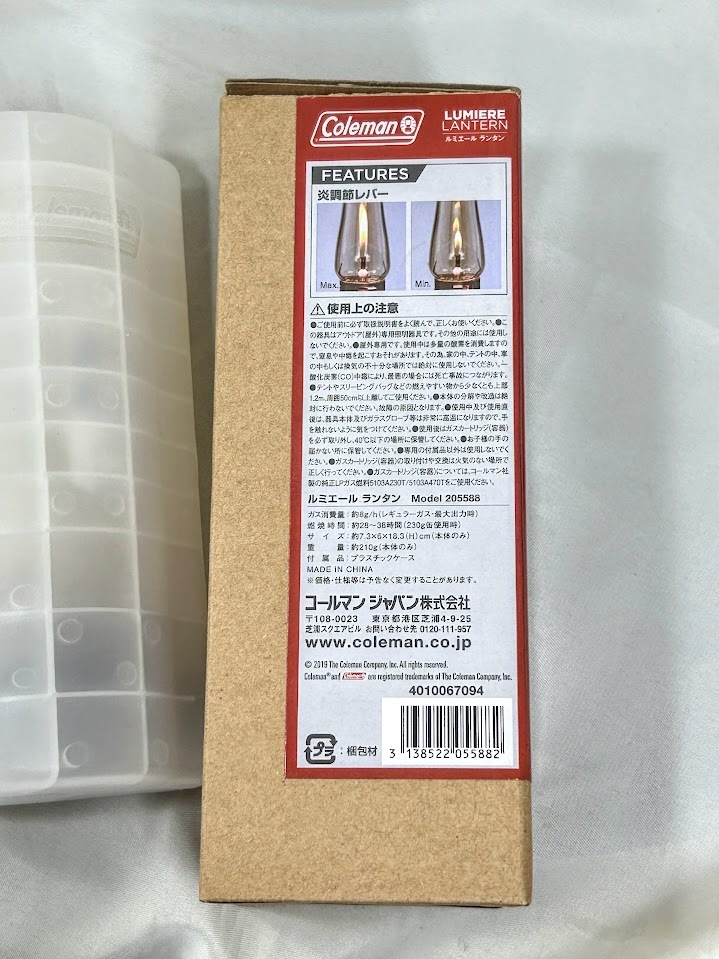 Coleman
LUMIERE
LANTERN
ルミエール ランタン
FEATURES
炎調節レバー
Max.
Min.
使用上の注意
●ご使用前に必ず取扱説明書をよく読んで、正しくお使いください。●こ
の器具はアウトドア(屋外)専用照明器具です。その他の用途には使用し
ないでください。●屋外専用です。使用中は多量の酸素を消費しますの
で、窒息や中毒を起こすおそれがあります。その為、家の中、テントの中、車
の中もしくは換気の不十分な場所では絶対に使用しないでください。一
酸化炭素(CO)中毒により、最悪の場合には死亡事故につながります。
●テントやスリーピングバッグなどの燃えやすい物から少なくとも上部
1.2m、周囲50cm以上離してご使用ください。●本体の分解や改造は絶
対に行わないでください。故障の原因となります。●使用中及び使用直
後は、器具本体及びガラスグローブ等は非常に高温になりますので、手
を触れないように気をつけてください。●使用後はガスカートリッジ(容器)
を必ず取り外し、40℃以下の場所に保管してください。●お子様の手の
届かない所に保管してください。●専用の付属品以外は使用しないでく
ださい。●ガスカートリッジ(容器)の取り付けや交換は火気のない場所で
正しく行ってください。●ガスカートリッジ(容器)については、コールマン社
製の純正LPガス燃料5103A230T/5103A470Tをご使用ください。
ルミエール ランタン Model 205588
ガス消費量：約8g/h(レギュラーガス・最大出力時)
燃焼時間：約28〜38時間(230g缶使用時)
サイズ：約7.3×6×18.3(H)cm(本体のみ)
重量：約210g(本体のみ)
付属品：プラスチックケース
MADE IN CHINA
※価格・仕様等は予告なく変更することがあります。
コールマン ジャパン株式会社
〒108-0023 東京都港区芝浦4-9-25
芝浦スクエアビル お問い合わせ先 0120-111-957
www.coleman.co.jp
© 2019 The Coleman Company, Inc. All rights reserved.
Coleman® and Coleman are registered trademarks of The Coleman Company, Inc.
4010067094
プラ：梱包材
3 138522 055882
Coleman